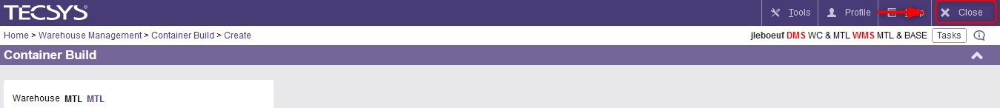 TECSYS®
Tools Profile Close
Home > Warehouse Management > Container Build > Create
jleboeuf DMS WC & MTL WMS MTL & BASE Tasks
Container Build
Warehouse MTL MTL